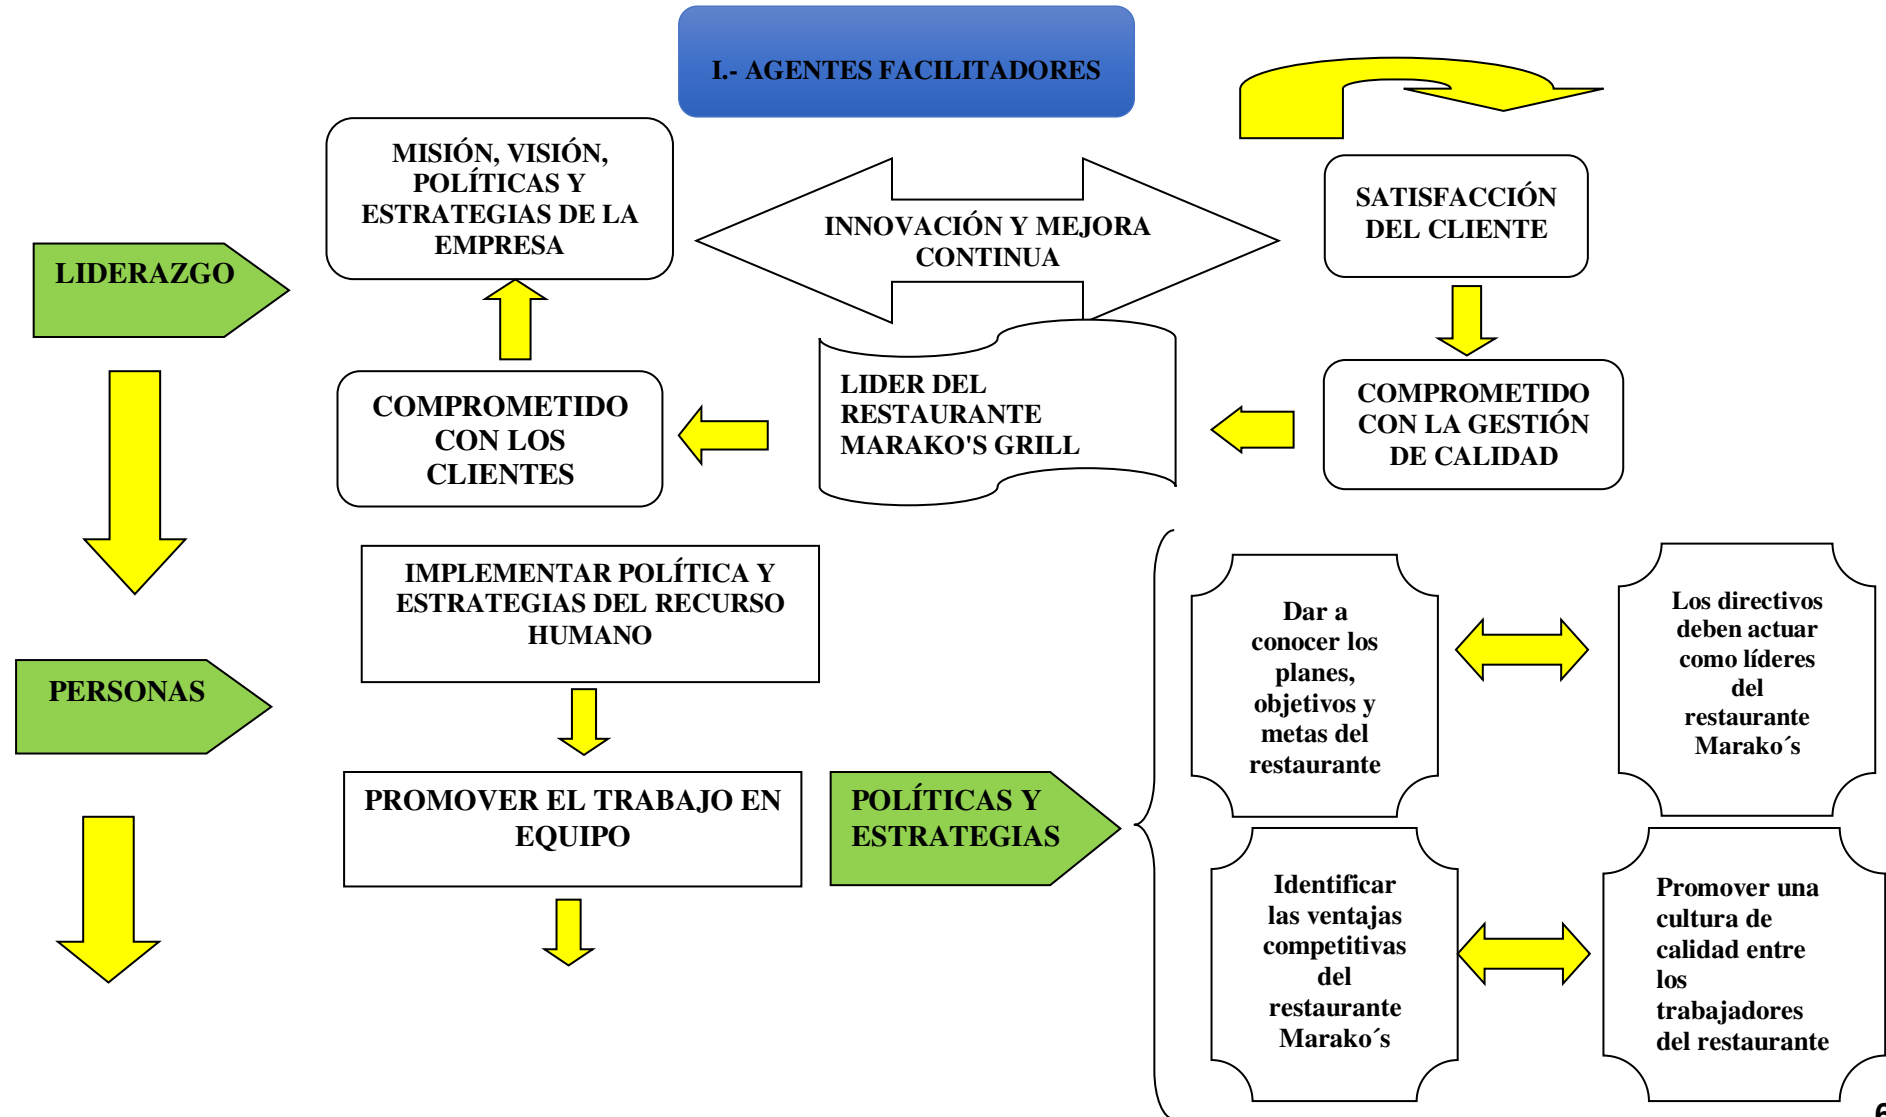 I.- AGENTES FACILITADORES
MISIÓN, VISIÓN,
POLÍTICAS Y
ESTRATEGIAS DE LA
EMPRESA
INNOVACIÓN Y MEJORA
CONTINUA
SATISFACCIÓN
DEL CLIENTE
LIDERAZGO
COMPROMETIDO
CON LOS
CLIENTES
LIDER DEL
RESTAURANTE
MARAKO'S GRILL
COMPROMETIDO
CON LA GESTIÓN
DE CALIDAD
IMPLEMENTAR POLÍTICA Y
ESTRATEGIAS DEL RECURSO
HUMANO
PERSONAS
PROMOVER EL TRABAJO EN
EQUIPO
POLÍTICAS Y
ESTRATEGIAS
Dar a
conocer los
planes,
objetivos y
metas del
restaurante
Los directivos
deben actuar
como líderes
del
restaurante
Marako´s
Identificar
las ventajas
competitivas
del
restaurante
Marako´s
Promover una
cultura de
calidad entre
los
trabajadores
del restaurante